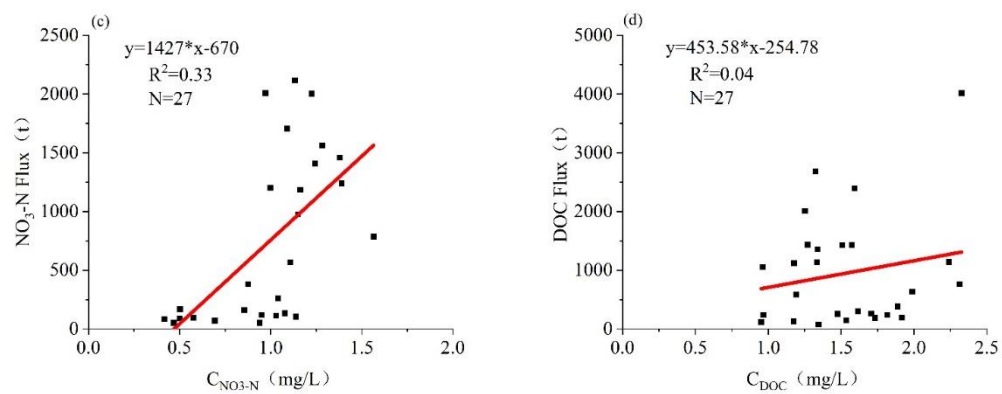 (c)
y=1427*x-670
R²=0.33
N=27
2500
2000
1500
1000
500
0
NO₃-N Flux（t）
0.0 0.5 1.0 1.5 2.0
C_NO3-N（mg/L）
(d)
y=453.58*x-254.78
R²=0.04
N=27
5000
4000
3000
2000
1000
0
DOC Flux（t）
0.0 0.5 1.0 1.5 2.0 2.5
C_DOC（mg/L）